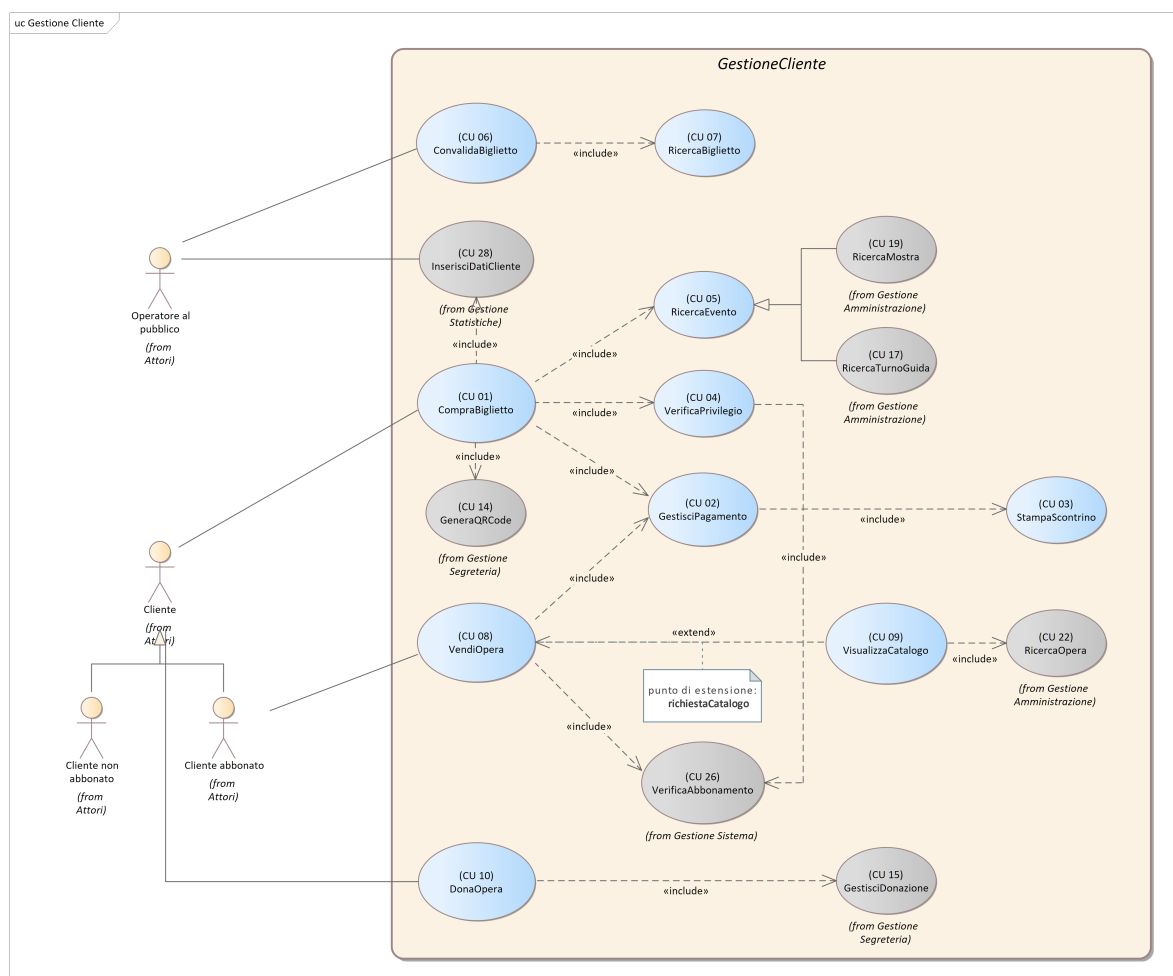 uc Gestione Cliente
GestioneCliente
(CU 06)
ConvalidaBiglietto
«include»
(CU 07)
RicercaBiglietto
(CU 28)
InserisciDatiCliente
(from Gestione
Statistiche)
«include»
(CU 19)
RicercaMostra
(from Gestione
Amministrazione)
(CU 05)
RicercaEvento
«include»
Operatore al
pubblico
(from
Attori)
(CU 17)
RicercaTurnoGuida
(from Gestione
Amministrazione)
(CU 01)
CompraBiglietto
«include»
(CU 04)
VerificaPrivilegio
«include»
«include»
(CU 14)
GeneraQRCode
(from Gestione
Segreteria)
(CU 02)
GestisciPagamento
«include»
(CU 03)
StampaScontrino
«include»
«include»
Cliente
(from
Attori)
(CU 08)
VendiOpera
«extend»
(CU 09)
VisualizzaCatalogo
«include»
(CU 22)
RicercaOpera
(from Gestione
Amministrazione)
punto di estensione:
richiestaCatalogo
«include»
Cliente non
abbonato
(from
Attori)
Cliente abbonato
(from
Attori)
(CU 26)
VerificaAbbonamento
(from Gestione Sistema)
(CU 10)
DonaOpera
«include»
(CU 15)
GestisciDonazione
(from Gestione
Segreteria)